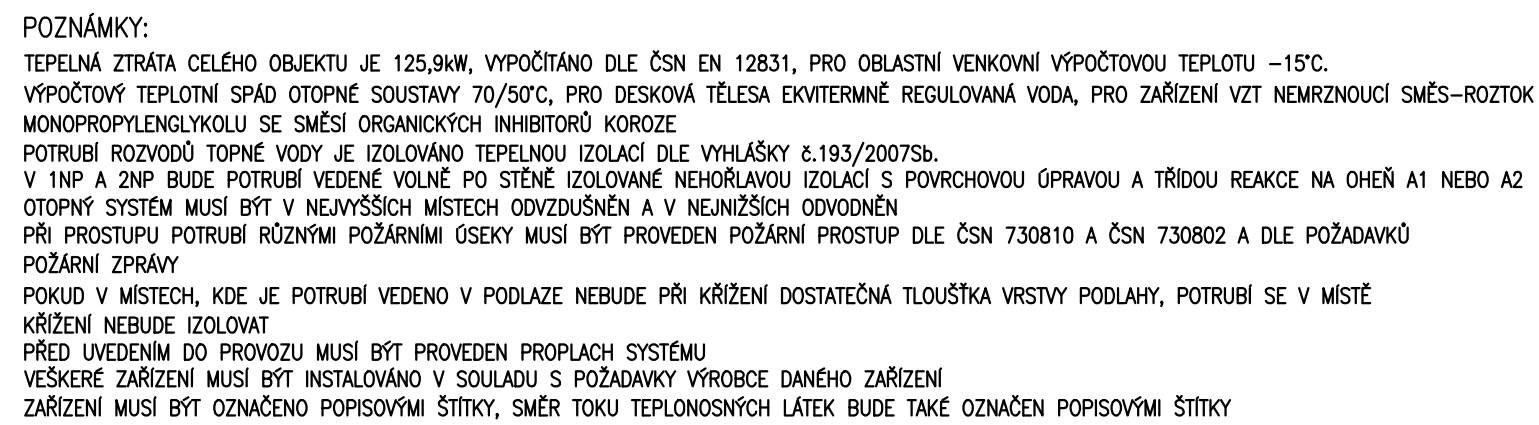 POZNÁMKY:
TEPELNÁ ZTRÁTA CELÉHO OBJEKTU JE 125,9kW, VYPOČÍTÁNO DLE ČSN EN 12831, PRO OBLASTNÍ VENKOVNÍ VÝPOČTOVOU TEPLOTU –15°C.
VÝPOČTOVÝ TEPLOTNÍ SPÁD OTOPNÉ SOUSTAVY 70/50°C, PRO DESKOVÁ TĚLESA EKVITERMNĚ REGULOVANÁ VODA, PRO ZAŘÍZENÍ VZT NEMRZNOUCÍ SMĚS–ROZTOK
MONOPROPYLENGLYKOLU SE SMĚSÍ ORGANICKÝCH INHIBITORŮ KOROZE
POTRUBÍ ROZVODŮ TOPNÉ VODY JE IZOLOVÁNO TEPELNOU IZOLACÍ DLE VYHLÁŠKY č.193/2007Sb.
V 1NP A 2NP BUDE POTRUBÍ VEDENÉ VOLNĚ PO STĚNĚ IZOLOVANÉ NEHOŘLAVOU IZOLACÍ S POVRCHOVOU ÚPRAVOU A TŘÍDOU REAKCE NA OHEŇ A1 NEBO A2
OTOPNÝ SYSTÉM MUSÍ BÝT V NEJVYŠŠÍCH MÍSTECH ODVZDUŠNĚN A V NEJNIŽŠÍCH ODVODNĚN
PŘI PROSTUPU POTRUBÍ RŮZNÝMI POŽÁRNÍMI ÚSEKY MUSÍ BÝT PROVEDEN POŽÁRNÍ PROSTUP DLE ČSN 730810 A ČSN 730802 A DLE POŽADAVKŮ
POŽÁRNÍ ZPRÁVY
POKUD V MÍSTECH, KDE JE POTRUBÍ VEDENO V PODLAZE NEBUDE PŘI KŘÍŽENÍ DOSTATEČNÁ TLOUŠŤKA VRSTVY PODLAHY, POTRUBÍ SE V MÍSTĚ
KŘÍŽENÍ NEBUDE IZOLOVAT
PŘED UVEDENÍM DO PROVOZU MUSÍ BÝT PROVEDEN PROPLACH SYSTÉMU
VEŠKERÉ ZAŘÍZENÍ MUSÍ BÝT INSTALOVÁNO V SOULADU S POŽADAVKY VÝROBCE DANÉHO ZAŘÍZENÍ
ZAŘÍZENÍ MUSÍ BÝT OZNAČENO POPISOVÝMI ŠTÍTKY, SMĚR TOKU TEPLONOSNÝCH LÁTEK BUDE TAKÉ OZNAČEN POPISOVÝMI ŠTÍTKY